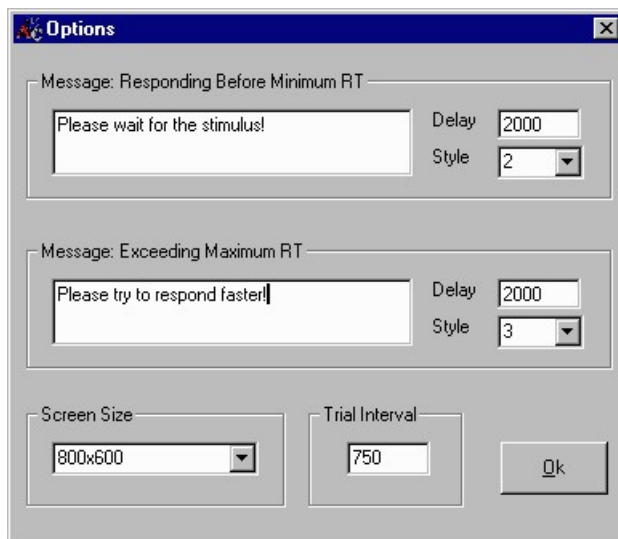 Options
Message: Responding Before Minimum RT
Please wait for the stimulus!
Delay 2000
Style 2
Message: Exceeding Maximum RT
Please try to respond faster!
Delay 2000
Style 3
Screen Size
800x600
Trial Interval
750
Ok